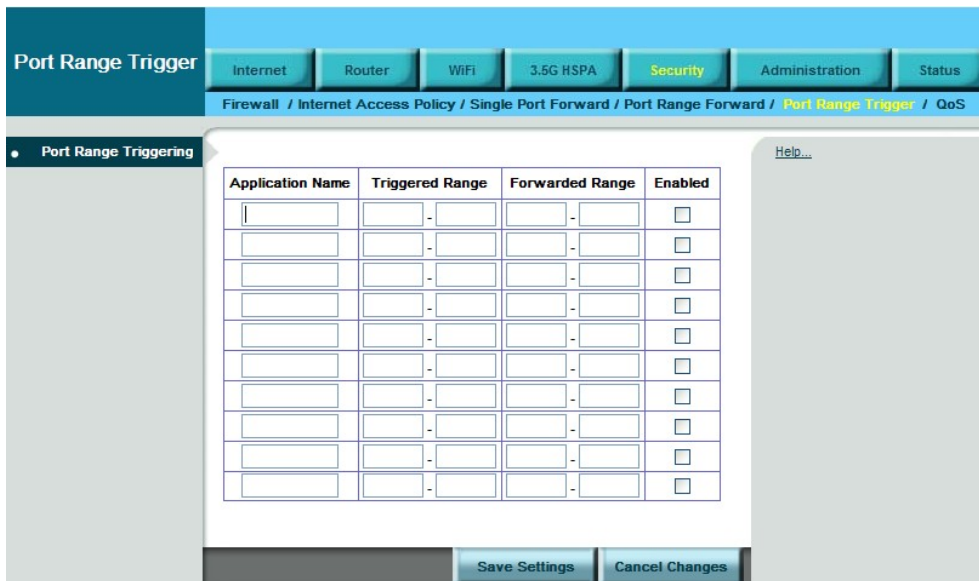 Port Range Trigger
Internet Router WiFi 3.5G HSPA Security Administration Status
Firewall / Internet Access Policy / Single Port Forward / Port Range Forward / Port Range Trigger / QoS
Port Range Triggering
Help...
Application Name Triggered Range Forwarded Range Enabled
- -
- -
- -
- -
- -
- -
- -
- -
- -
- -
Save Settings Cancel Changes